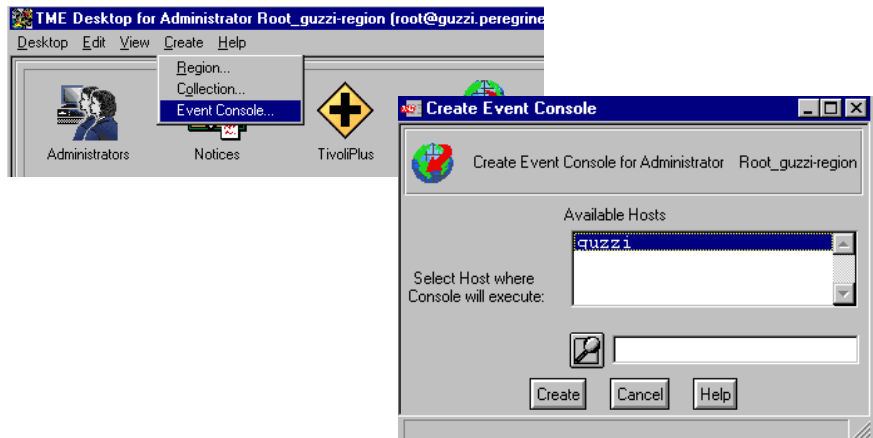 TME Desktop for Administrator Root_guzzi-region (root@guzzi.peregrine
Desktop Edit View Create Help
Region...
Collection...
Event Console...
Administrators Notices TivoliPlus
Create Event Console
Create Event Console for Administrator Root_guzzi-region
Available Hosts
guzzi
Select Host where
Console will execute:
Create Cancel Help